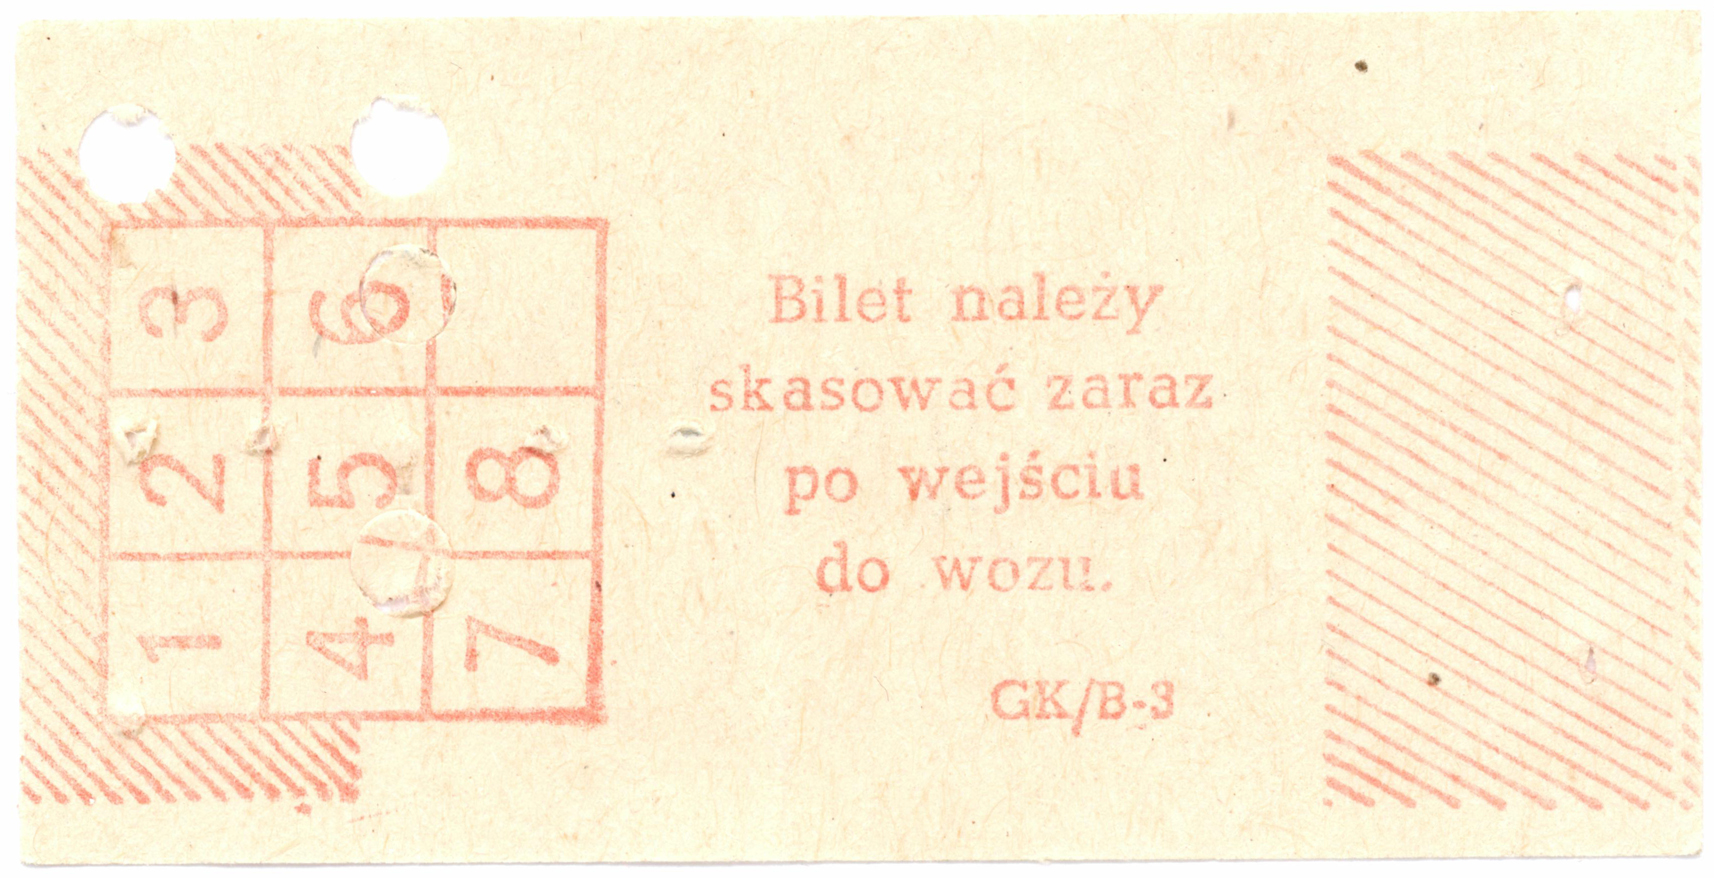 3 6
2 5 8
1 4 7
Bilet należy
skasować zaraz
po wejściu
do wozu.
GK/B-3